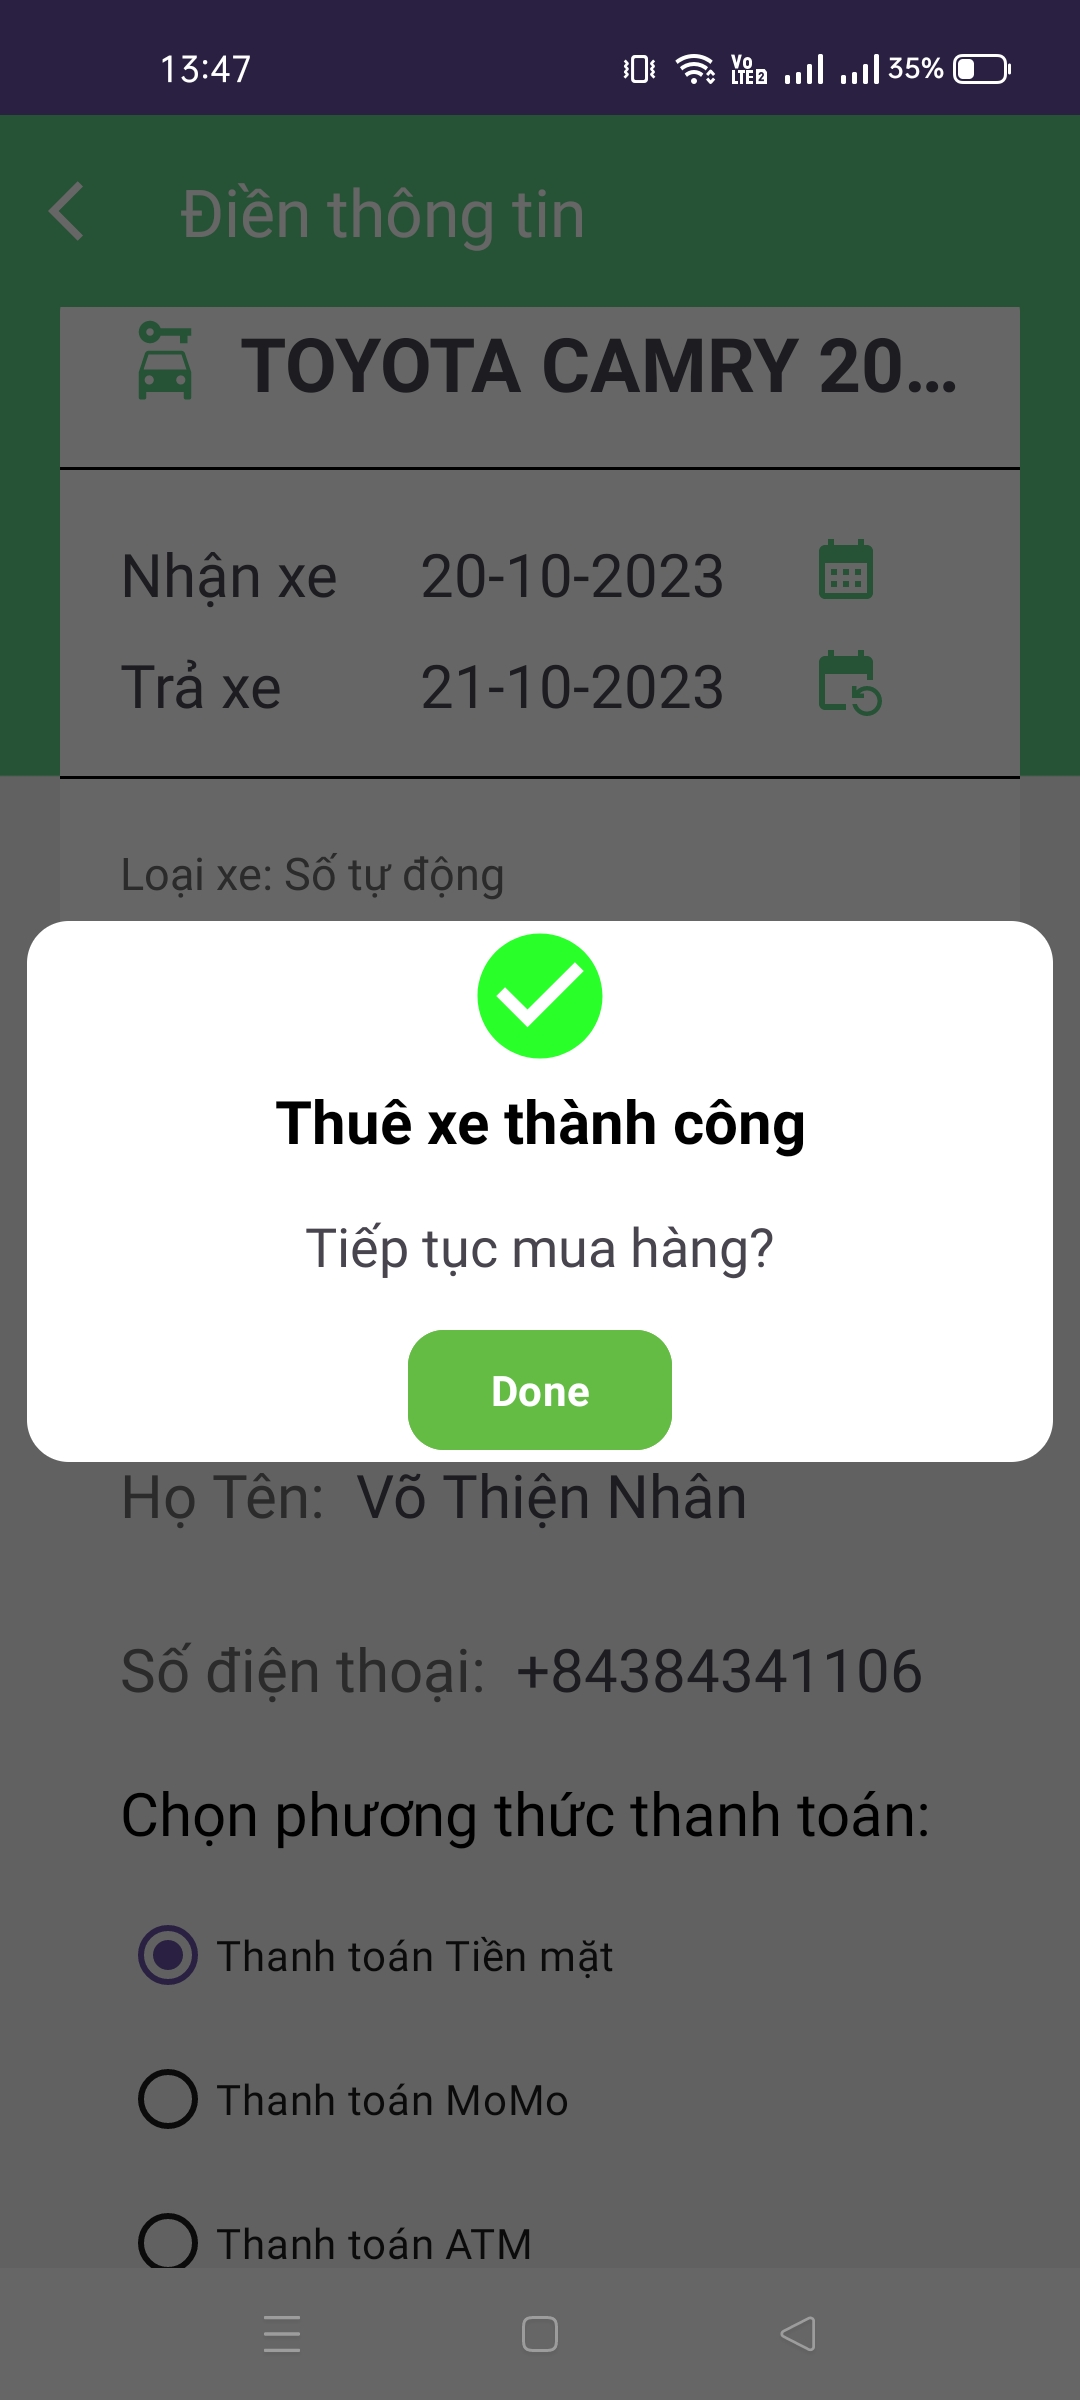 13:47
Vo LTE 2 35%
Điền thông tin
TOYOTA CAMRY 20...
Nhận xe 20-10-2023
Trả xe 21-10-2023
Loại xe: Số tự động
Thuê xe thành công
Tiếp tục mua hàng?
Done
Họ Tên: Võ Thiện Nhân
Số điện thoại: +84384341106
Chọn phương thức thanh toán:
Thanh toán Tiền mặt
Thanh toán MoMo
Thanh toán ATM